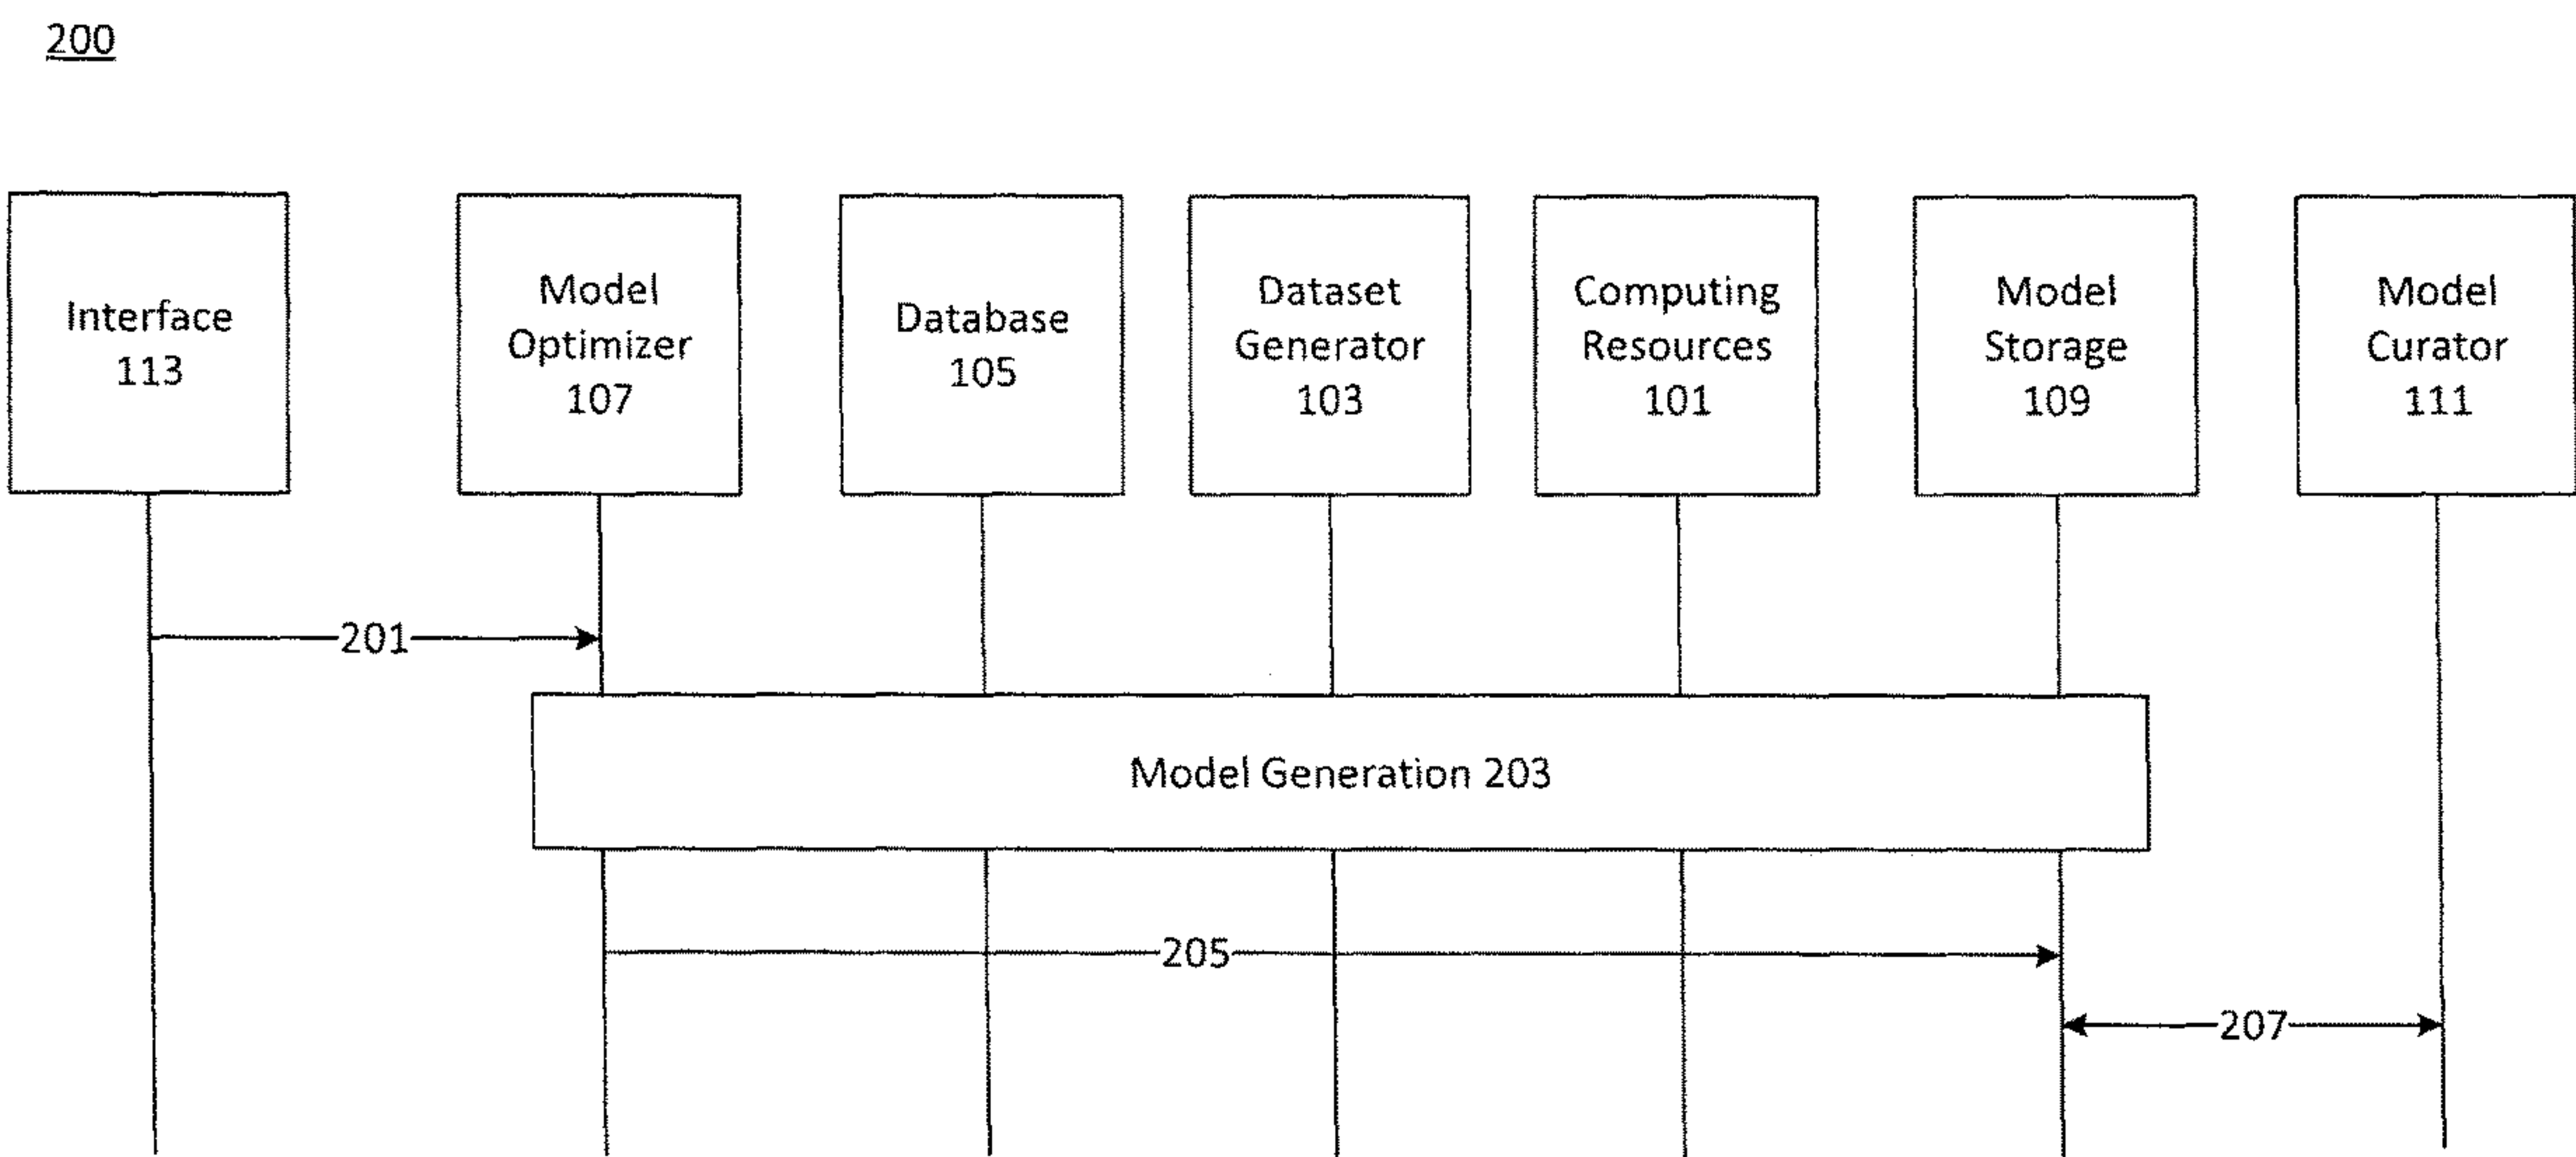 200
Interface
113
Model
Optimizer
107
Database
105
Dataset
Generator
103
Computing
Resources
101
Model
Storage
109
Model
Curator
111
201
Model Generation 203
205
207